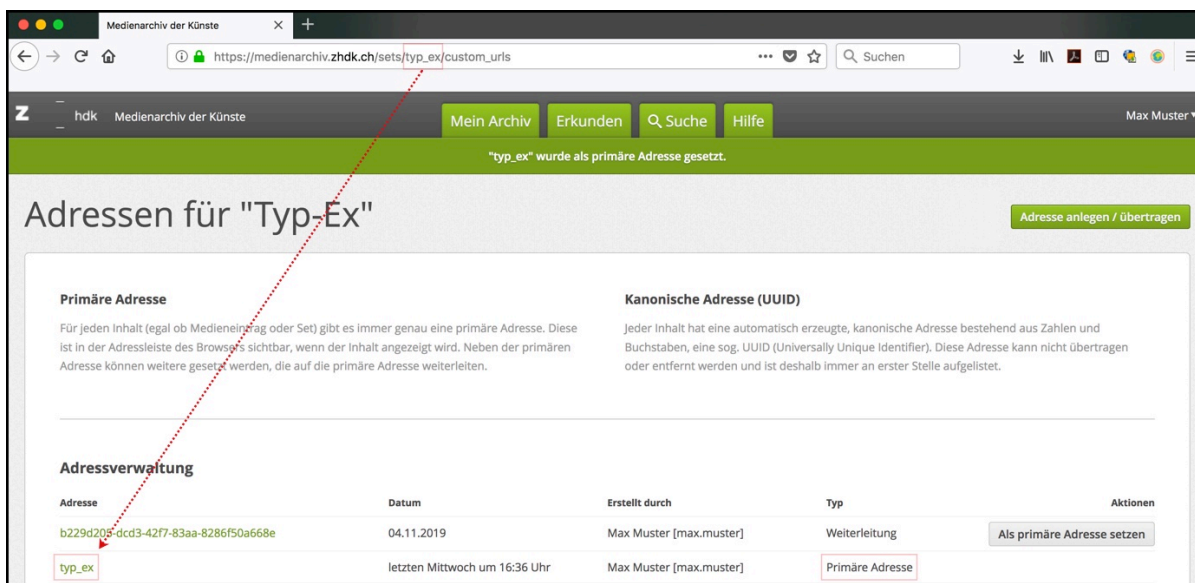 Medienarchiv der Künste
https://medienarchiv.zhdk.ch/sets/typ_ex/custom_urls
Suchen
Z hdk Medienarchiv der Künste
Mein Archiv Erkunden Suche Hilfe
Max Muster
"typ_ex" wurde als primäre Adresse gesetzt.
Adressen für "Typ-Ex"
Adresse anlegen / übertragen
Primäre Adresse
Für jeden Inhalt (egal ob Medieneintrag oder Set) gibt es immer genau eine primäre Adresse. Diese
ist in der Adressleiste des Browsers sichtbar, wenn der Inhalt angezeigt wird. Neben der primären
Adresse können weitere gesetzt werden, die auf die primäre Adresse weiterleiten.
Kanonische Adresse (UUID)
Jeder Inhalt hat eine automatisch erzeugte, kanonische Adresse bestehend aus Zahlen und
Buchstaben, eine sog. UUID (Universally Unique Identifier). Diese Adresse kann nicht übertragen
oder entfernt werden und ist deshalb immer an erster Stelle aufgelistet.
Adressverwaltung
Adresse Datum Erstellt durch Typ Aktionen
b229d205-dcd3-42f7-83aa-8286f50a668e 04.11.2019 Max Muster [max.muster] Weiterleitung Als primäre Adresse setzen
typ_ex letzten Mittwoch um 16:36 Uhr Max Muster [max.muster] Primäre Adresse